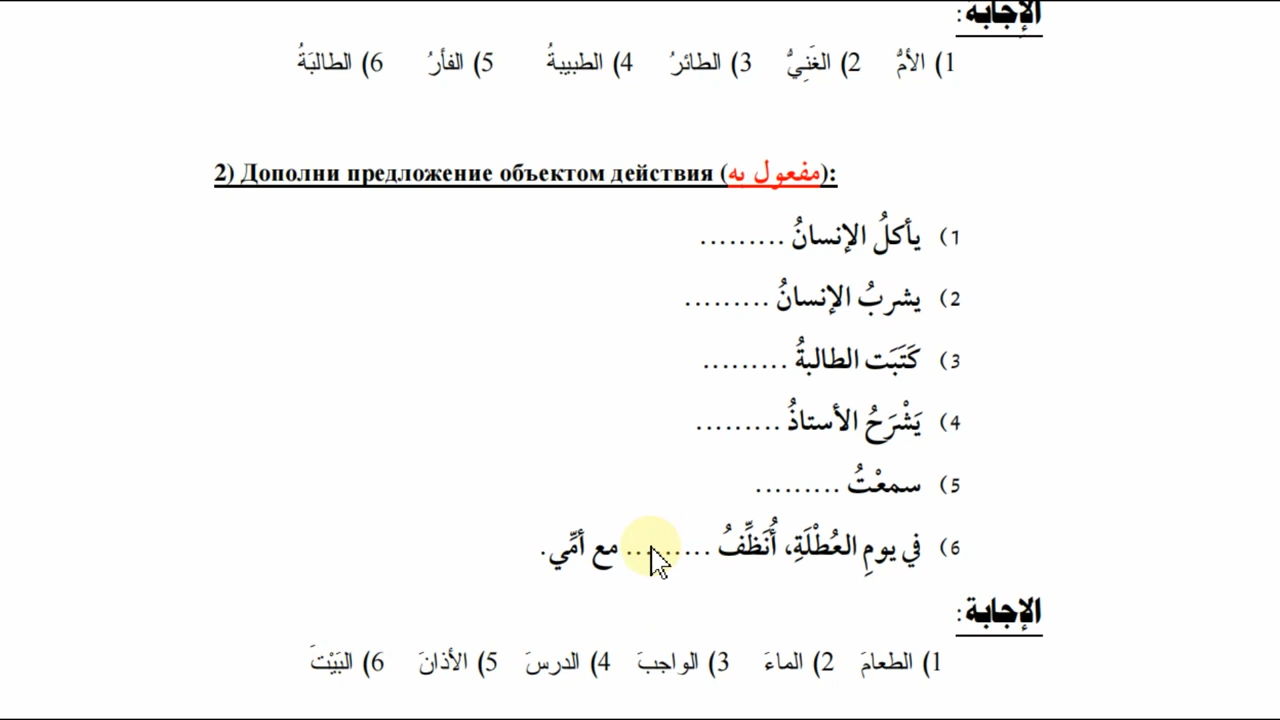 الإجابة:
1) الأمُّ 2) الغَنِيُّ 3) الطائرُ 4) الطبيبةُ 5) الفأرُ 6) الطالبَةُ
2) Дополни предложение объектом действия (مفعول به):
1) يأكلُ الإنسانُ .........
2) يشربُ الإنسانُ .........
3) كَتَبَت الطالبةُ .........
4) يَشْرَحُ الأستاذُ .........
5) سمعْتُ .........
6) في يومِ العُطْلَةِ، أُنَظِّفُ ......... مع أمِّي.
الإجابة:
1) الطعامَ 2) الماءَ 3) الواجبَ 4) الدرسَ 5) الأذانَ 6) البَيْتَ